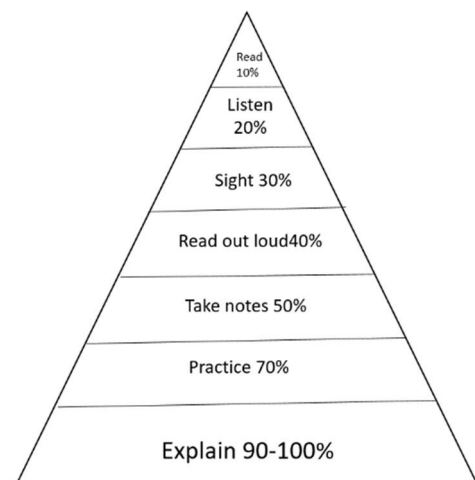 Read
10%
Listen
20%
Sight 30%
Read out loud40%
Take notes 50%
Practice 70%
Explain 90-100%